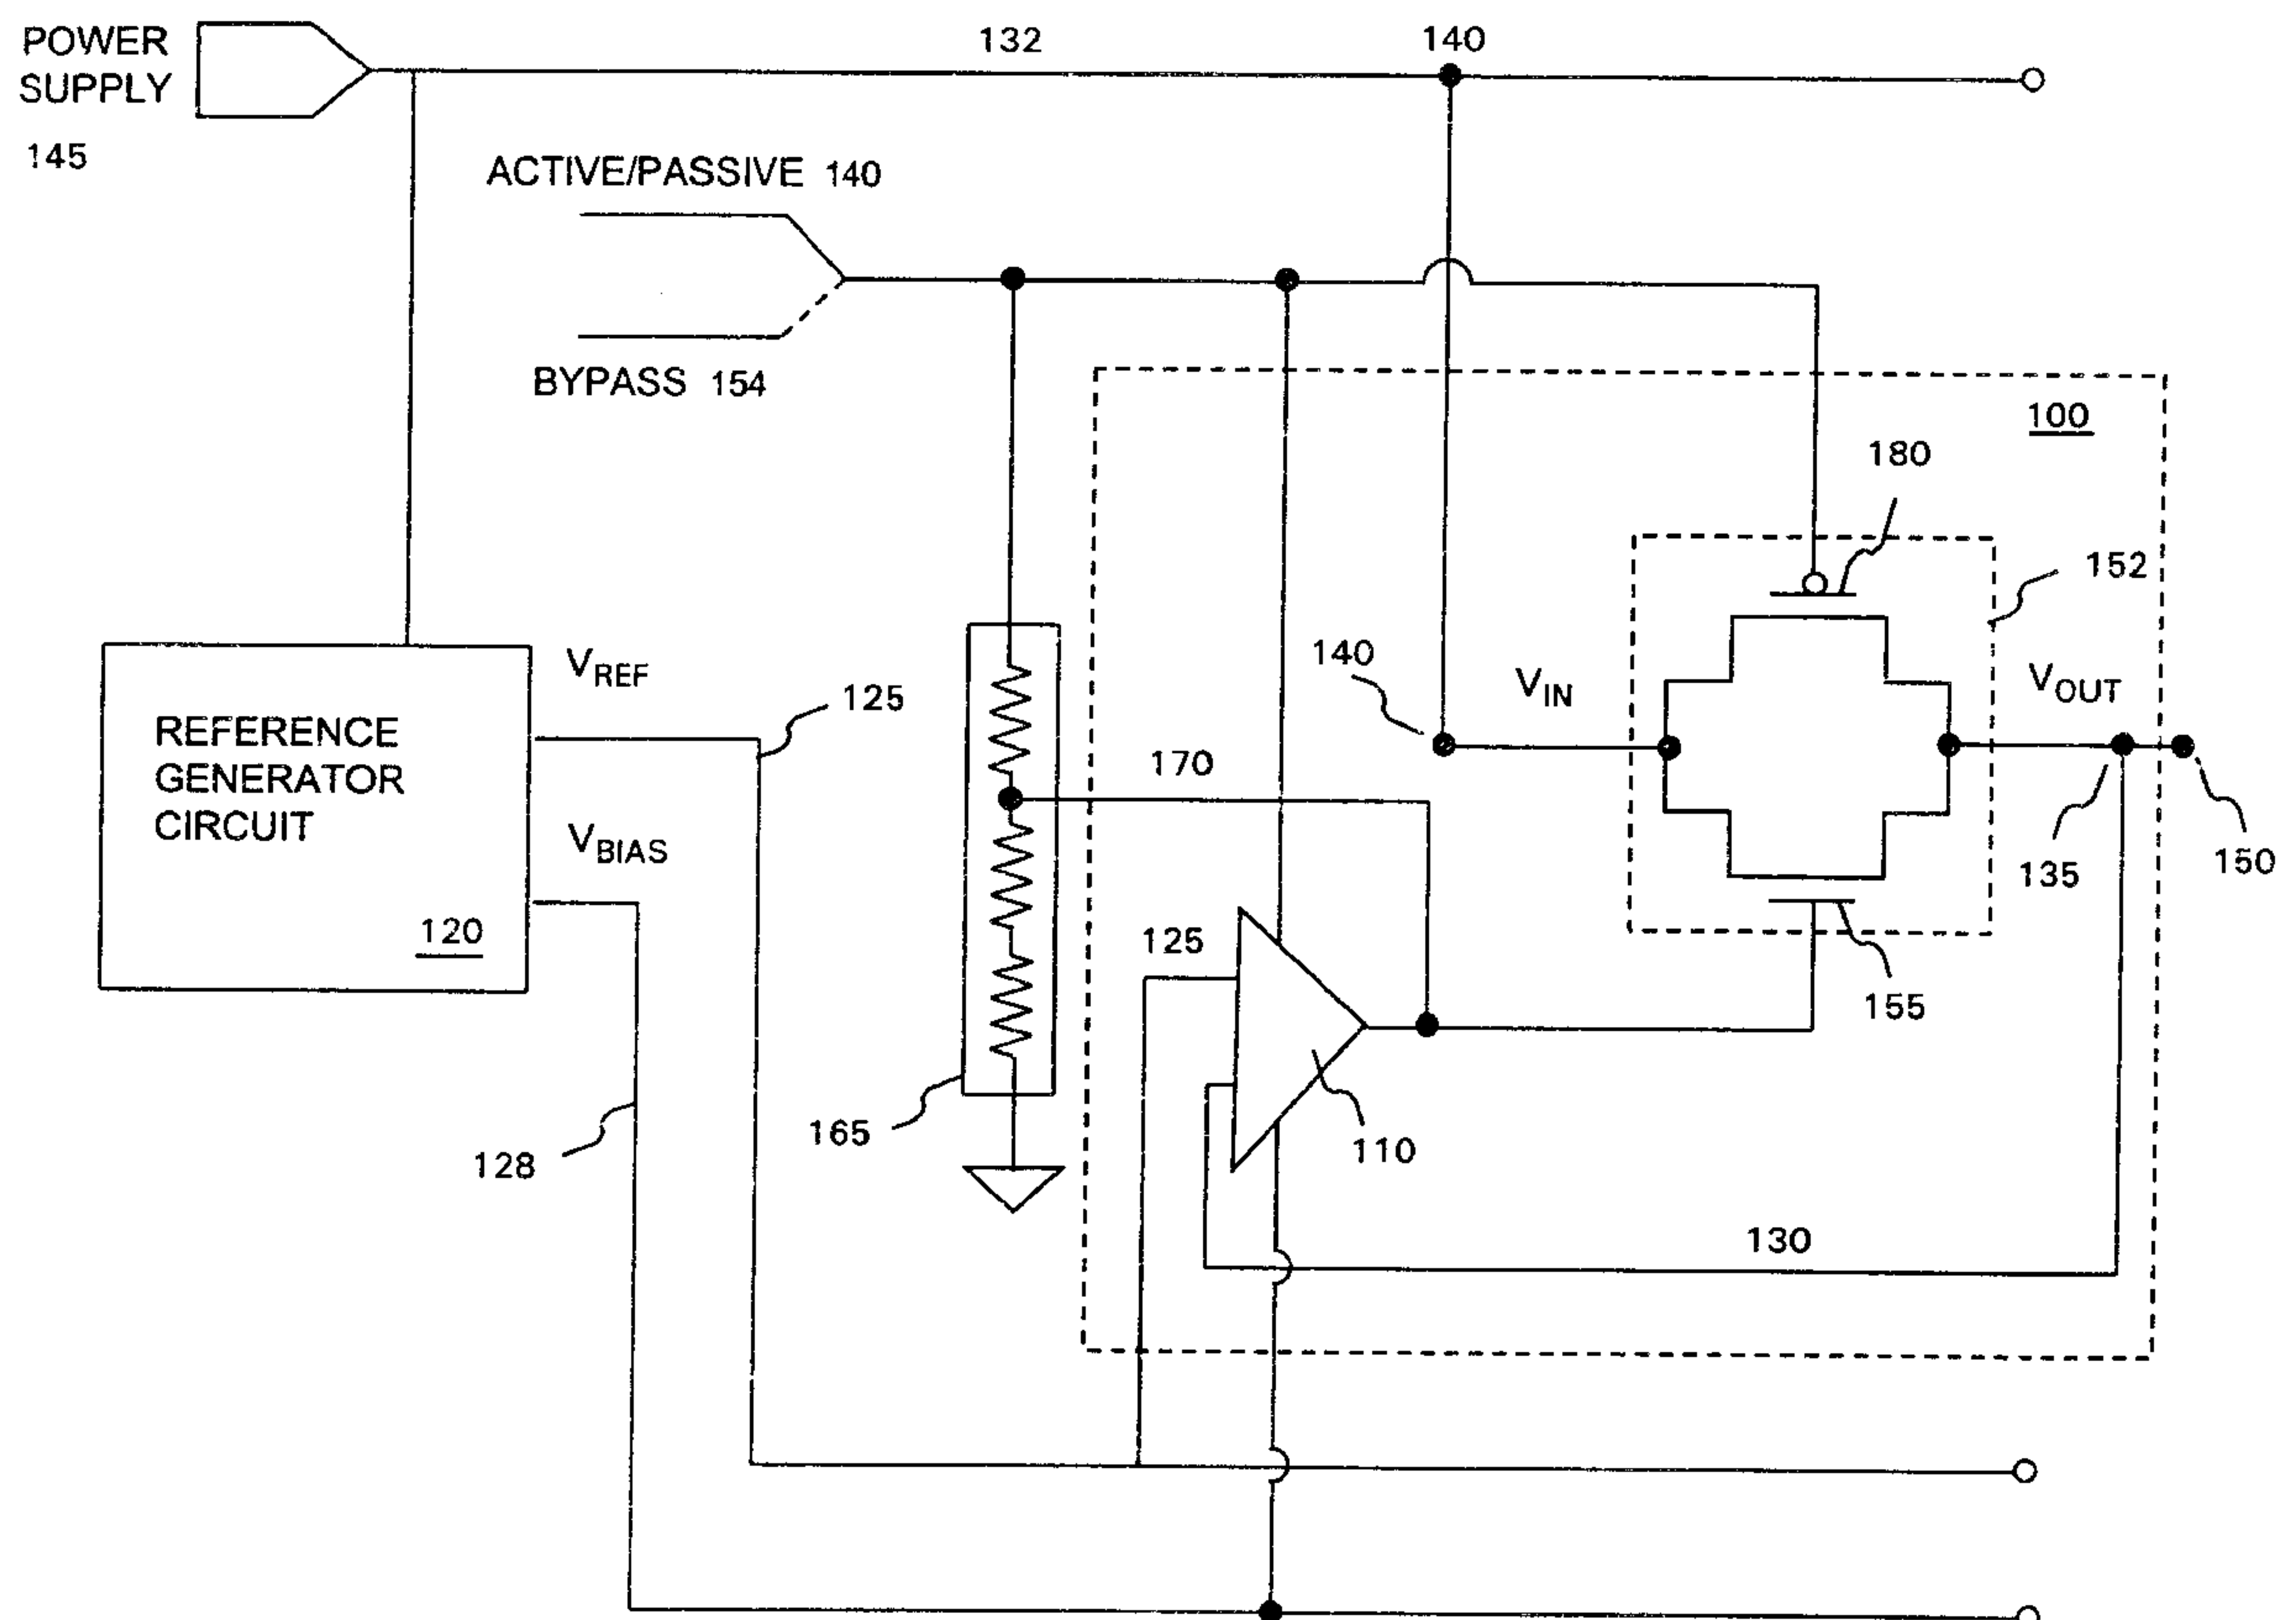 POWER
SUPPLY
145
132
140
ACTIVE/PASSIVE 140
BYPASS 154
100
180
152
140
V_IN
V_OUT
V_REF
125
REFERENCE
GENERATOR
CIRCUIT
170
V_BIAS
135
150
120
125
155
165
110
128
130